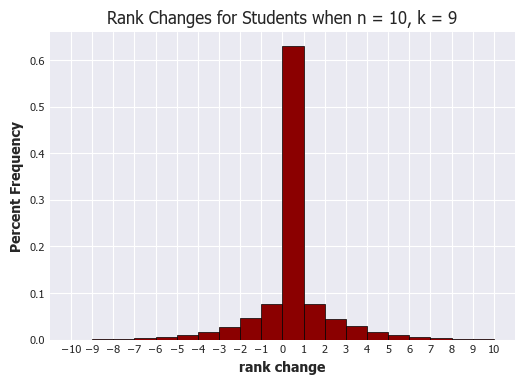 Rank Changes for Students when n = 10, k = 9
Percent Frequency
0.6
0.5
0.4
0.3
0.2
0.1
0.0
−10 −9 −8 −7 −6 −5 −4 −3 −2 −1 0 1 2 3 4 5 6 7 8 9 10
rank change